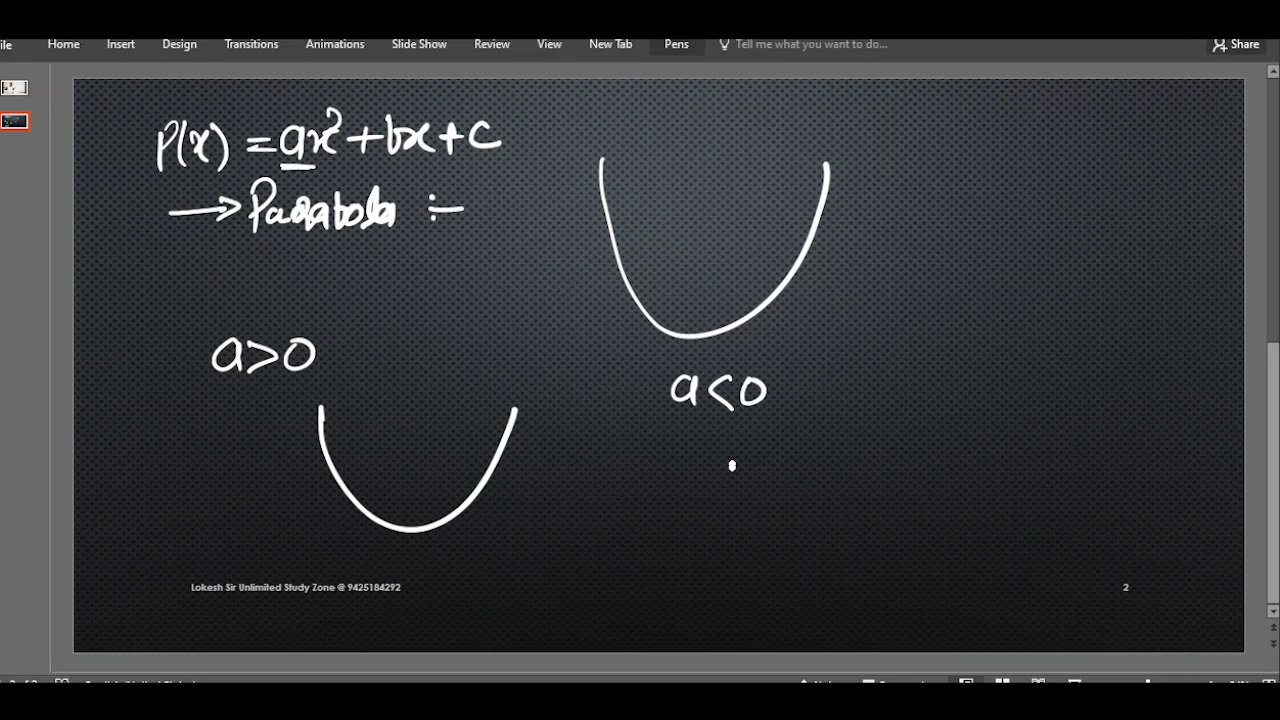 ile Home Insert Design Transitions Animations Slide Show Review View New Tab Pens Tell me what you want to do... Share
P(x) = ax²+bx+c
→ Parabola :-
a>0
a<0
Lokesh Sir Unlimited Study Zone @ 9425184292
2